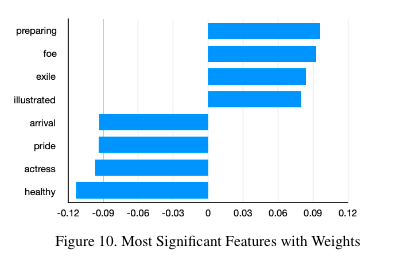 preparing
foe
exile
illustrated
arrival
pride
actress
healthy
-0.12 -0.09 -0.06 -0.03 0 0.03 0.06 0.09 0.12
Figure 10. Most Significant Features with Weights